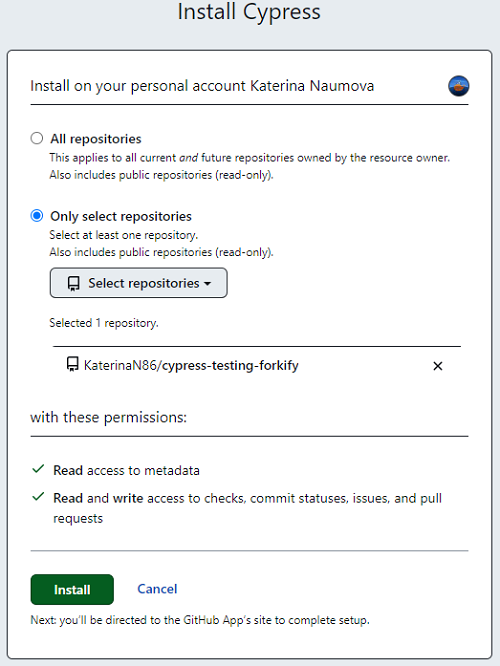 Install Cypress
Install on your personal account Katerina Naumova
All repositories
This applies to all current and future repositories owned by the resource owner.
Also includes public repositories (read-only).
Only select repositories
Select at least one repository.
Also includes public repositories (read-only).
Select repositories
Selected 1 repository.
KaterinaN86/cypress-testing-forkify
with these permissions:
Read access to metadata
Read and write access to checks, commit statuses, issues, and pull
requests
Install Cancel
Next: you'll be directed to the GitHub App's site to complete setup.